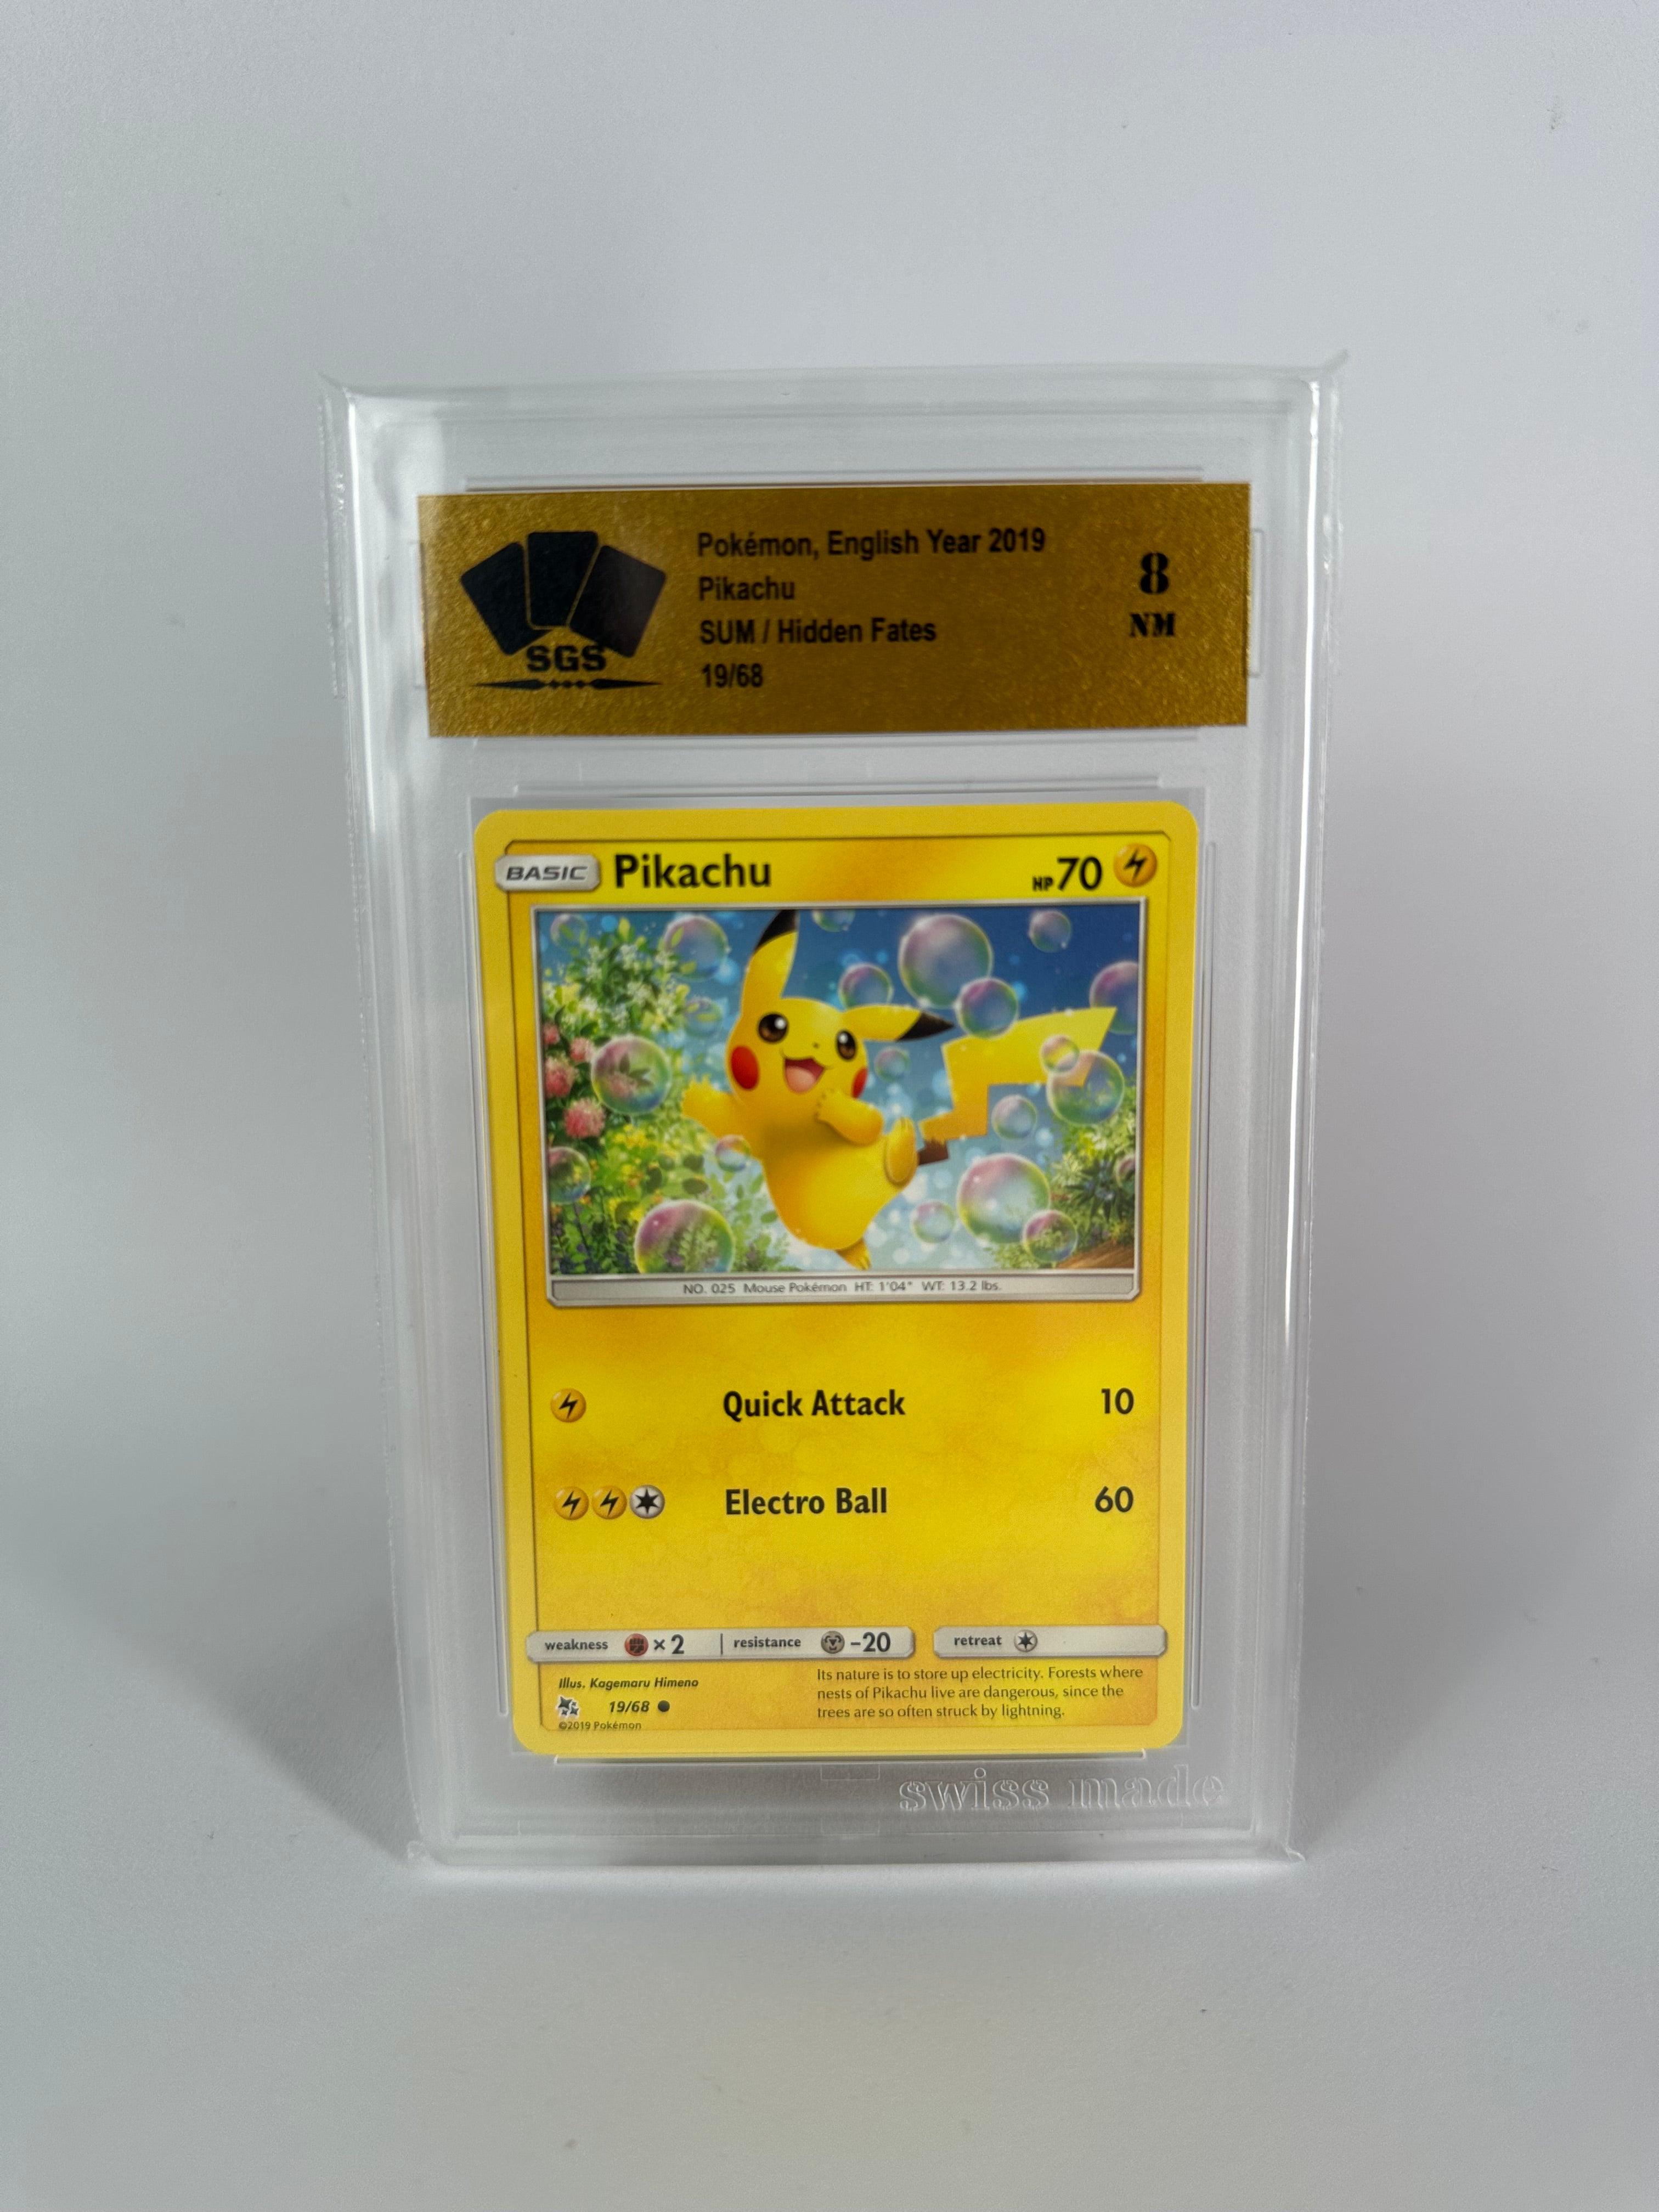 Pokémon, English Year 2019
Pikachu
SUM / Hidden Fates
19/68
8
NM
SGS
BASIC Pikachu HP 70
NO. 025 Mouse Pokémon HT: 1'04" WT: 13.2 lbs.
Quick Attack 10
Electro Ball 60
weakness ×2 resistance -20 retreat
Illus. Kagemaru Himeno
19/68
©2019 Pokémon
Its nature is to store up electricity. Forests where
nests of Pikachu live are dangerous, since the
trees are so often struck by lightning.
swiss made